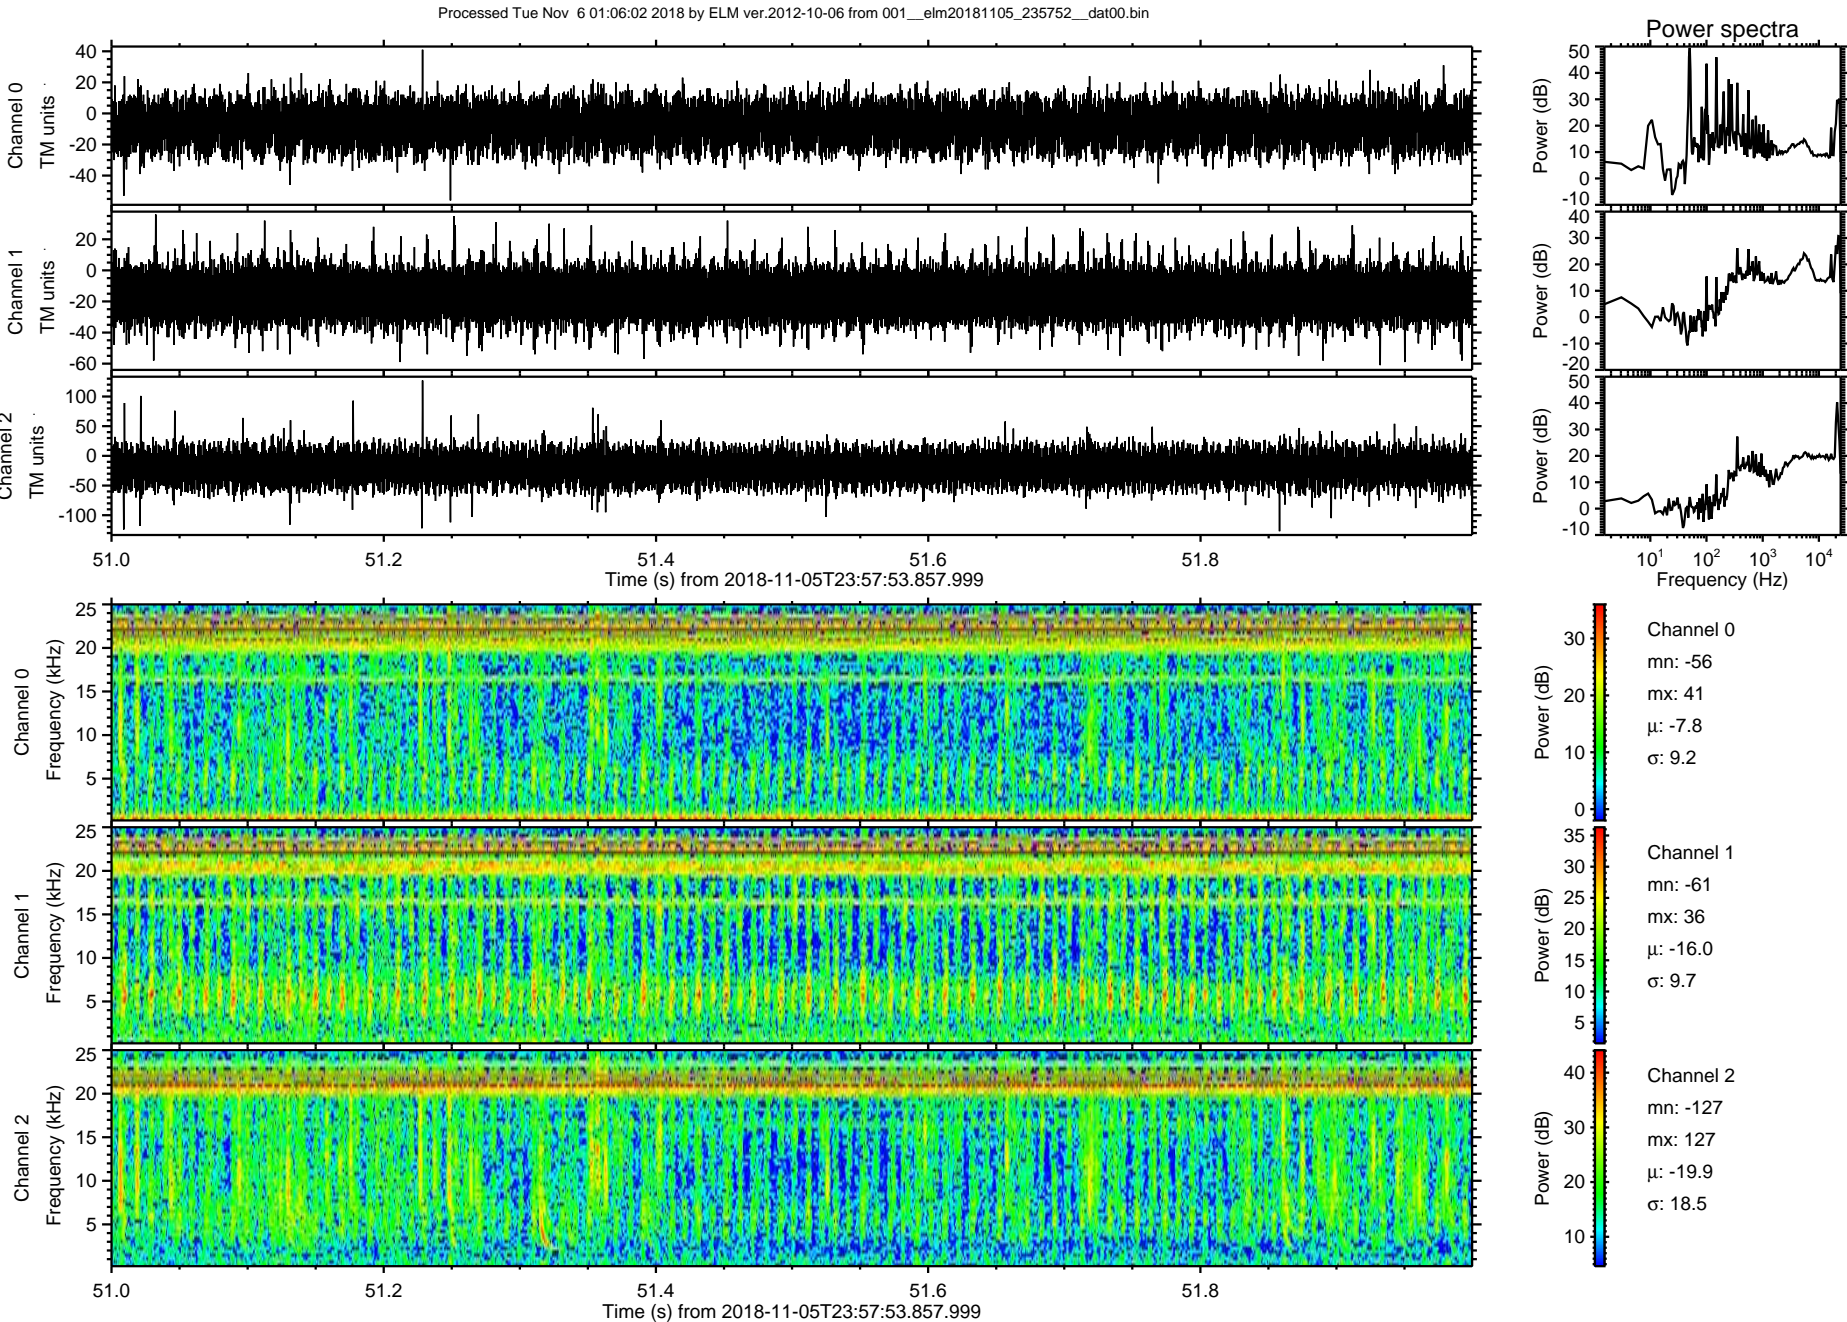 Processed Tue Nov  6 01:06:02 2018 by ELM ver.2012-10-06 from 001__elm20181105_235752__dat00.bin
Power spectra
Channel 0
TM units
40
20
0
-20
-40
Power (dB)
50
40
30
20
10
0
-10
Channel 1
TM units
20
0
-20
-40
-60
Power (dB)
40
30
20
10
0
-10
-20
Channel 2
TM units
100
50
0
-50
-100
Power (dB)
50
40
30
20
10
0
-10
51.0 51.2 51.4 51.6 51.8
Time (s) from 2018-11-05T23:57:53.857.999
10^1 10^2 10^3 10^4
Frequency (Hz)
Channel 0
Frequency (kHz)
25
20
15
10
5
Power (dB)
30
20
10
0
Channel 0
mn: -56
mx: 41
μ: -7.8
σ: 9.2
Channel 1
Frequency (kHz)
25
20
15
10
5
Power (dB)
35
30
25
20
15
10
5
Channel 1
mn: -61
mx: 36
μ: -16.0
σ: 9.7
Channel 2
Frequency (kHz)
25
20
15
10
5
Power (dB)
40
30
20
10
Channel 2
mn: -127
mx: 127
μ: -19.9
σ: 18.5
51.0 51.2 51.4 51.6 51.8
Time (s) from 2018-11-05T23:57:53.857.999